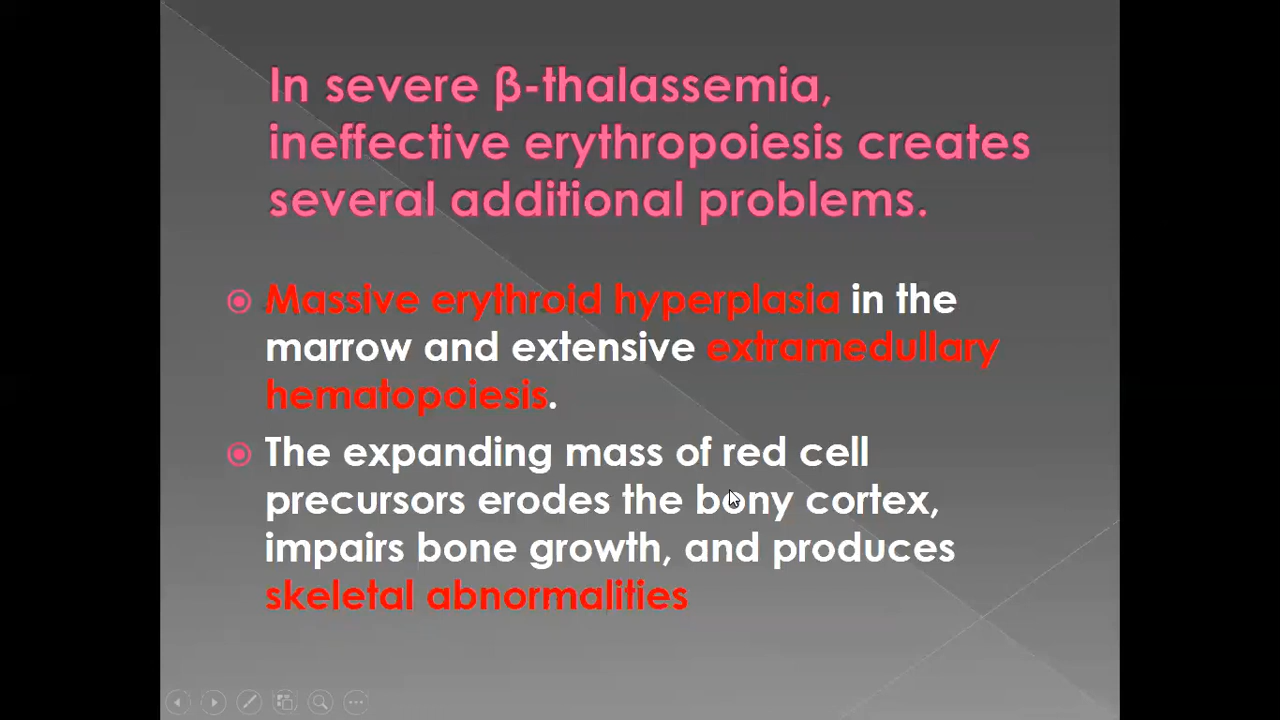 In severe β-thalassemia,
ineffective erythropoiesis creates
several additional problems.
Massive erythroid hyperplasia in the
marrow and extensive extramedullary
hematopoiesis.
The expanding mass of red cell
precursors erodes the bony cortex,
impairs bone growth, and produces
skeletal abnormalities